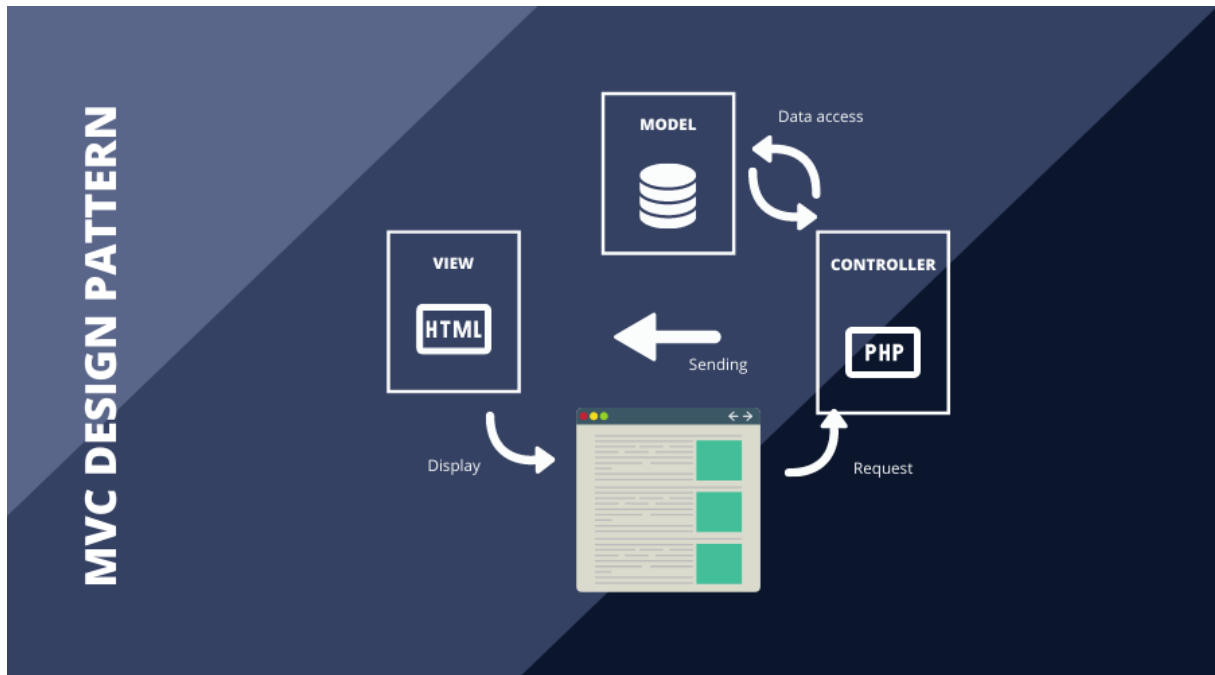 MVC DESIGN PATTERN
MODEL
Data access
VIEW
HTML
CONTROLLER
PHP
Sending
Display
Request